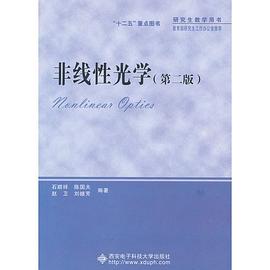 "十二五"重点图书
研究生教学用书
教育部研究生工作办公室推荐
非线性光学(第二版)
Nonlinear Optics
石顺祥 陈国夫
赵卫 刘继芳 编著
西安电子科技大学出版社
http://www.xduph.com